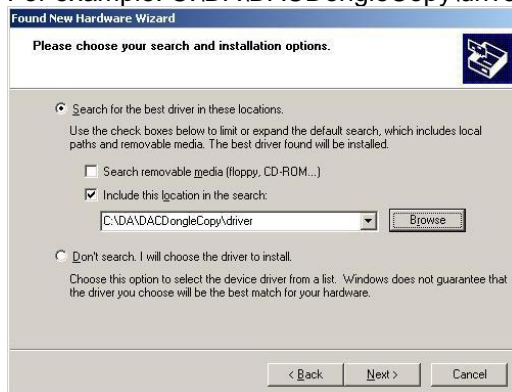 Found New Hardware Wizard
Please choose your search and installation options.
Search for the best driver in these locations.
Use the check boxes below to limit or expand the default search, which includes local
paths and removable media. The best driver found will be installed.
Search removable media (floppy, CD-ROM...)
Include this location in the search:
C:\DA\DACDongleCopy\driver
Browse
Don't search. I will choose the driver to install.
Choose this option to select the device driver from a list. Windows does not guarantee that
the driver you choose will be the best match for your hardware.
< Back
Next >
Cancel